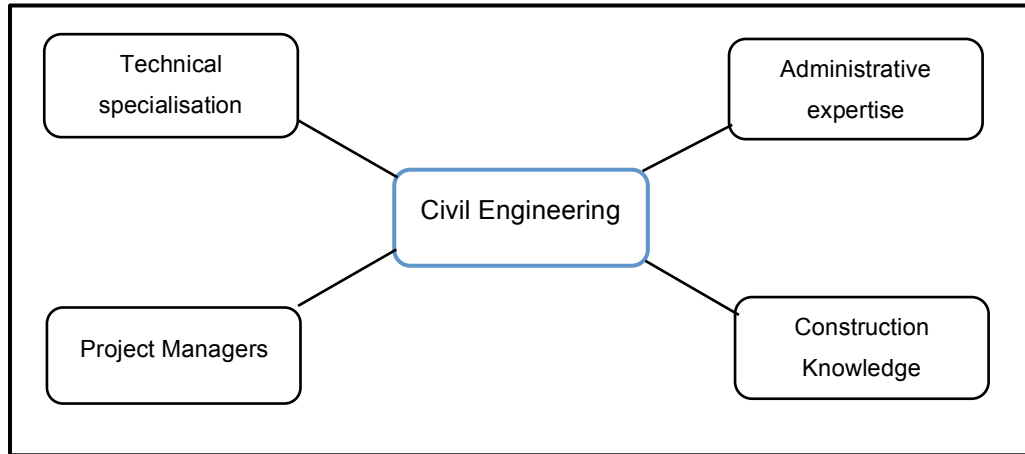 Technical
specialisation
Administrative
expertise
Civil Engineering
Project Managers
Construction
Knowledge